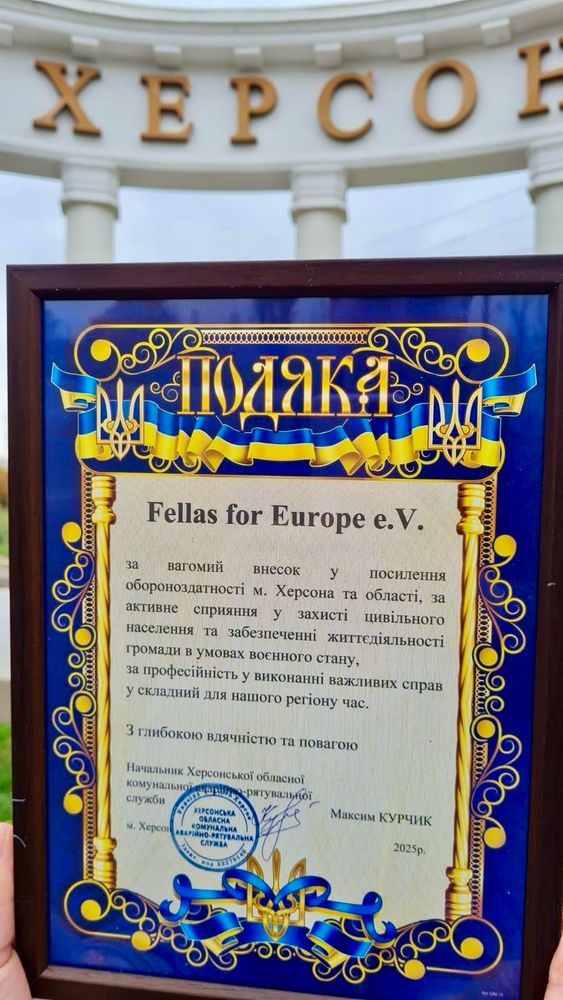 ХЕРСОН
ПОДЯКА
Fellas for Europe e.V.
за вагомий внесок у посилення
обороноздатності м. Херсона та області, за
активне сприяння у захисті цивільного
населення та забезпеченні життєдіяльності
громади в умовах воєнного стану,
за професійність у виконанні важливих справ
у складний для нашого регіону час.
З глибокою вдячністю та повагою
Начальник Херсонської обласної
комунальної аварійно-рятувальної
служби
Максим КУРЧИК
м. Херсон
2025р.
ХЕРСОНСЬКА
ОБЛАСНА
КОМУНАЛЬНА
АВАРІЙНО-РЯТУВАЛЬНА
СЛУЖБА